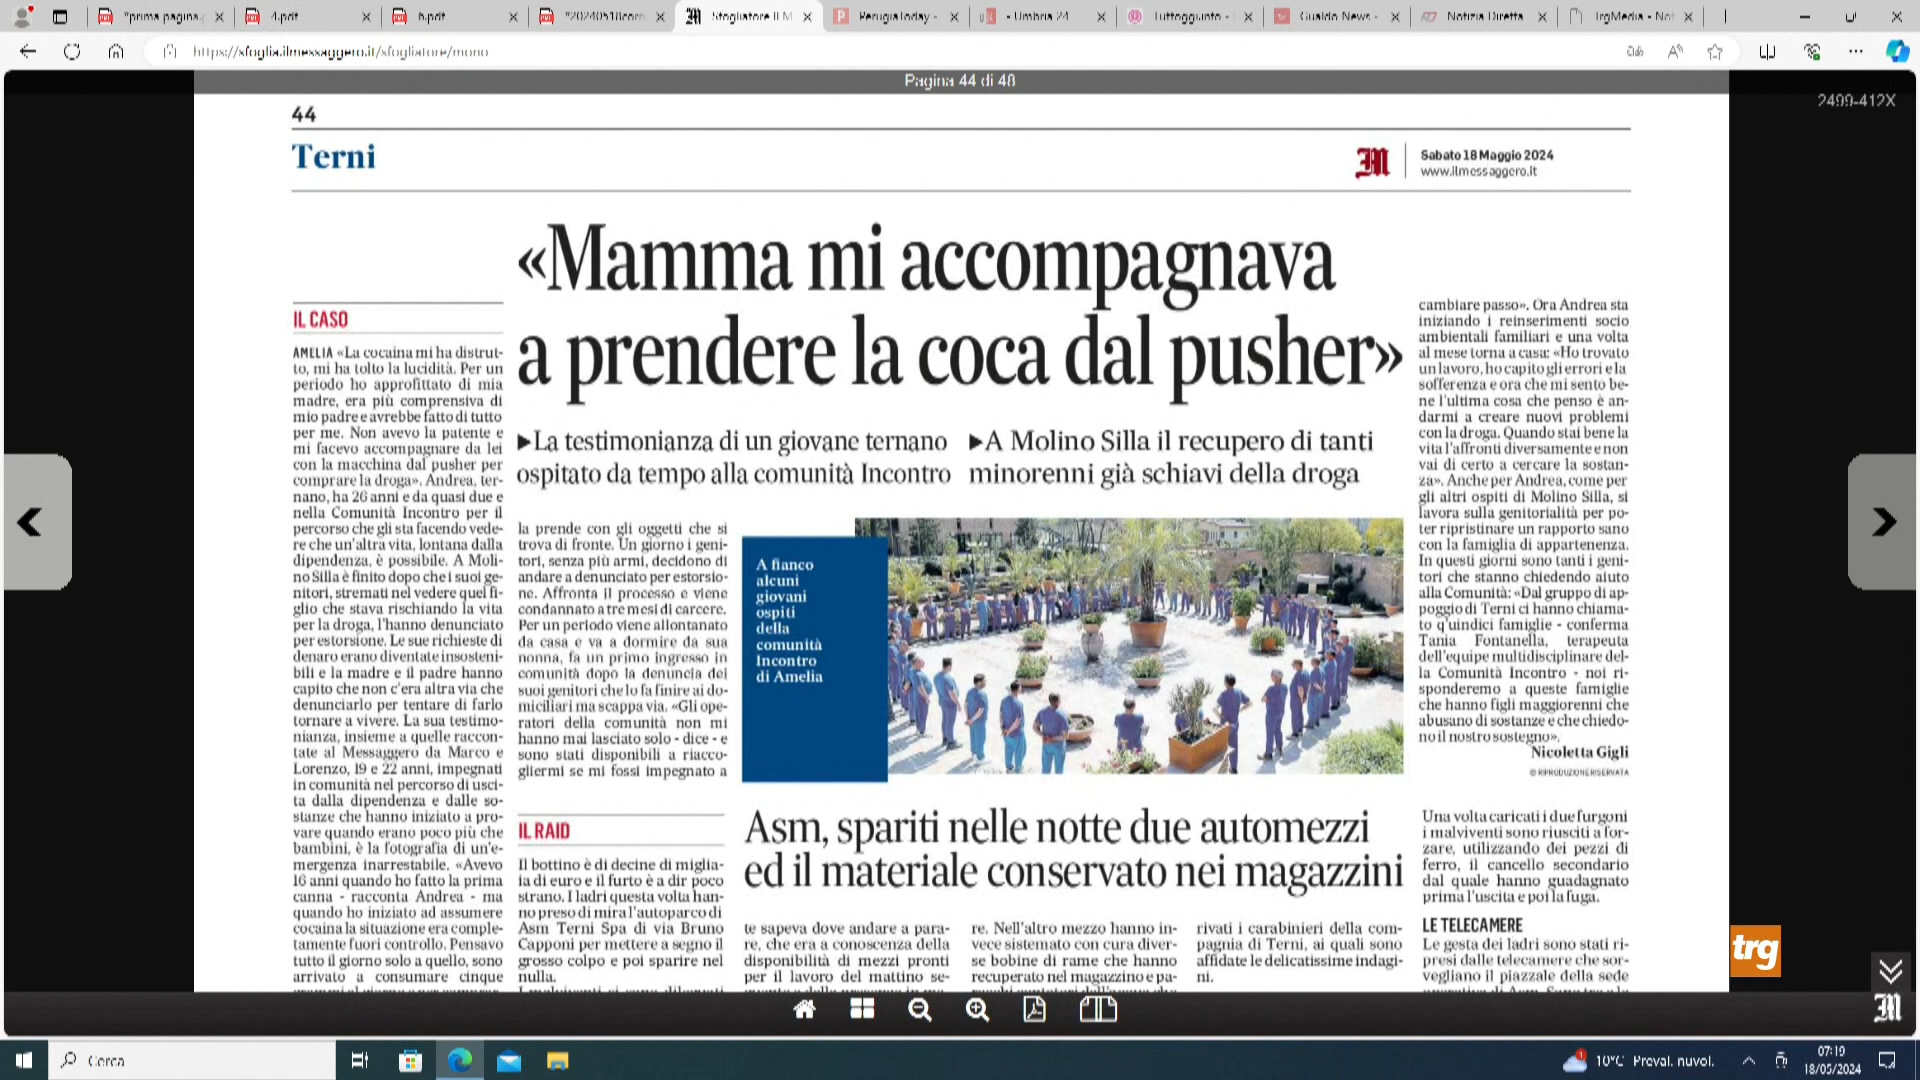 *prima pagina.p
4.pdf
6.pdf
*20240518corri
Sfogliatore Il M
PerugiaToday -
- Umbria 24
Tuttoggi.info -
Gualdo News -
Notizia Diretta
TrgMedia - Not
https://sfoglia.ilmessaggero.it/sfogliatore/mono
Pagina 44 di 48
2499-412X
44
Terni
Sabato 18 Maggio 2024
www.ilmessaggero.it
«Mamma mi accompagnava
a prendere la coca dal pusher»
▶La testimonianza di un giovane ternano
ospitato da tempo alla comunità Incontro
▶A Molino Silla il recupero di tanti
minorenni già schiavi della droga
IL CASO
AMELIA «La cocaina mi ha distrut-
to, mi ha tolto la lucidità. Per un
periodo ho approfittato di mia
madre, era più comprensiva di
mio padre e avrebbe fatto di tutto
per me. Non avevo la patente e
mi facevo accompagnare da lei
con la macchina dal pusher per
comprare la droga». Andrea, ter-
nano, ha 26 anni e da quasi due e
nella Comunità Incontro per il
percorso che gli sta facendo vede-
re che un'altra vita, lontana dalla
dipendenza, è possibile. A Moli-
no Silla è finito dopo che i suoi ge-
nitori, stremati nel vedere quel fi-
glio che stava rischiando la vita
per la droga, l'hanno denunciato
per estorsione. Le sue richieste di
denaro erano diventate insosteni-
bili e la madre e il padre hanno
capito che non c'era altra via che
denunciarlo per tentare di farlo
tornare a vivere. La sua testimo-
nianza, insieme a quelle raccon-
tate al Messaggero da Marco e
Lorenzo, 19 e 22 anni, impegnati
in comunità nel percorso di usci-
ta dalla dipendenza e dalle so-
stanze che hanno iniziato a pro-
vare quando erano poco più che
bambini, è la fotografia di un'e-
mergenza inarrestabile. «Avevo
16 anni quando ho fatto la prima
canna - racconta Andrea - ma
quando ho iniziato ad assumere
cocaina la situazione era comple-
tamente fuori controllo. Pensavo
tutto il giorno solo a quello, sono
arrivato a consumare cinque
la prende con gli oggetti che si
trova di fronte. Un giorno i geni-
tori, senza più armi, decidono di
andare a denunciato per estorsio-
ne. Affronta il processo e viene
condannato a tre mesi di carcere.
Per un periodo viene allontanato
da casa e va a dormire da sua
nonna, fa un primo ingresso in
comunità dopo la denuncia dei
suoi genitori che lo fa finire ai do-
miciliari ma scappa via. «Gli ope-
ratori della comunità non mi
hanno mai lasciato solo - dice - e
sono stati disponibili a riacco-
gliermi se mi fossi impegnato a
A fianco
alcuni
giovani
ospiti
della
comunità
Incontro
di Amelia
cambiare passo». Ora Andrea sta
iniziando i reinserimenti socio
ambientali familiari e una volta
al mese torna a casa: «Ho trovato
un lavoro, ho capito gli errori e la
sofferenza e ora che mi sento be-
ne l'ultima cosa che penso è an-
darmi a creare nuovi problemi
con la droga. Quando stai bene la
vita l'affronti diversamente e non
vai di certo a cercare la sostan-
za». Anche per Andrea, come per
gli altri ospiti di Molino Silla, si
lavora sulla genitorialità per po-
ter ripristinare un rapporto sano
con la famiglia di appartenenza.
In questi giorni sono tanti i geni-
tori che stanno chiedendo aiuto
alla Comunità: «Dal gruppo di ap-
poggio di Terni ci hanno chiama-
to q'uindici famiglie - conferma
Tania Fontanella, terapeuta
dell'equipe multidisciplinare del-
la Comunità Incontro - noi ri-
sponderemo a queste famiglie
che hanno figli maggiorenni che
abusano di sostanze e che chiedo-
no il nostro sostegno».
Nicoletta Gigli
© RIPRODUZIONE RISERVATA
IL RAID
Asm, spariti nelle notte due automezzi
ed il materiale conservato nei magazzini
Il bottino è di decine di miglia-
ia di euro e il furto è a dir poco
strano. I ladri questa volta han-
no preso di mira l'autoparco di
Asm Terni Spa di via Bruno
Capponi per mettere a segno il
grosso colpo e poi sparire nel
nulla.
te sapeva dove andare a para-
re, che era a conoscenza della
disponibilità di mezzi pronti
per il lavoro del mattino se-
re. Nell'altro mezzo hanno in-
vece sistemato con cura diver-
se bobine di rame che hanno
recuperato nel magazzino e pa-
rivati i carabinieri della com-
pagnia di Terni, ai quali sono
affidate le delicatissime indagi-
ni.
Una volta caricati i due furgoni
i malviventi sono riusciti a for-
zare, utilizzando dei pezzi di
ferro, il cancello secondario
dal quale hanno guadagnato
prima l'uscita e poi la fuga.
LE TELECAMERE
Le gesta dei ladri sono stati ri-
presi dalle telecamere che sor-
vegliano il piazzale della sede
trg
Cerca
10°C Preval. nuvol.
07:19
18/05/2024